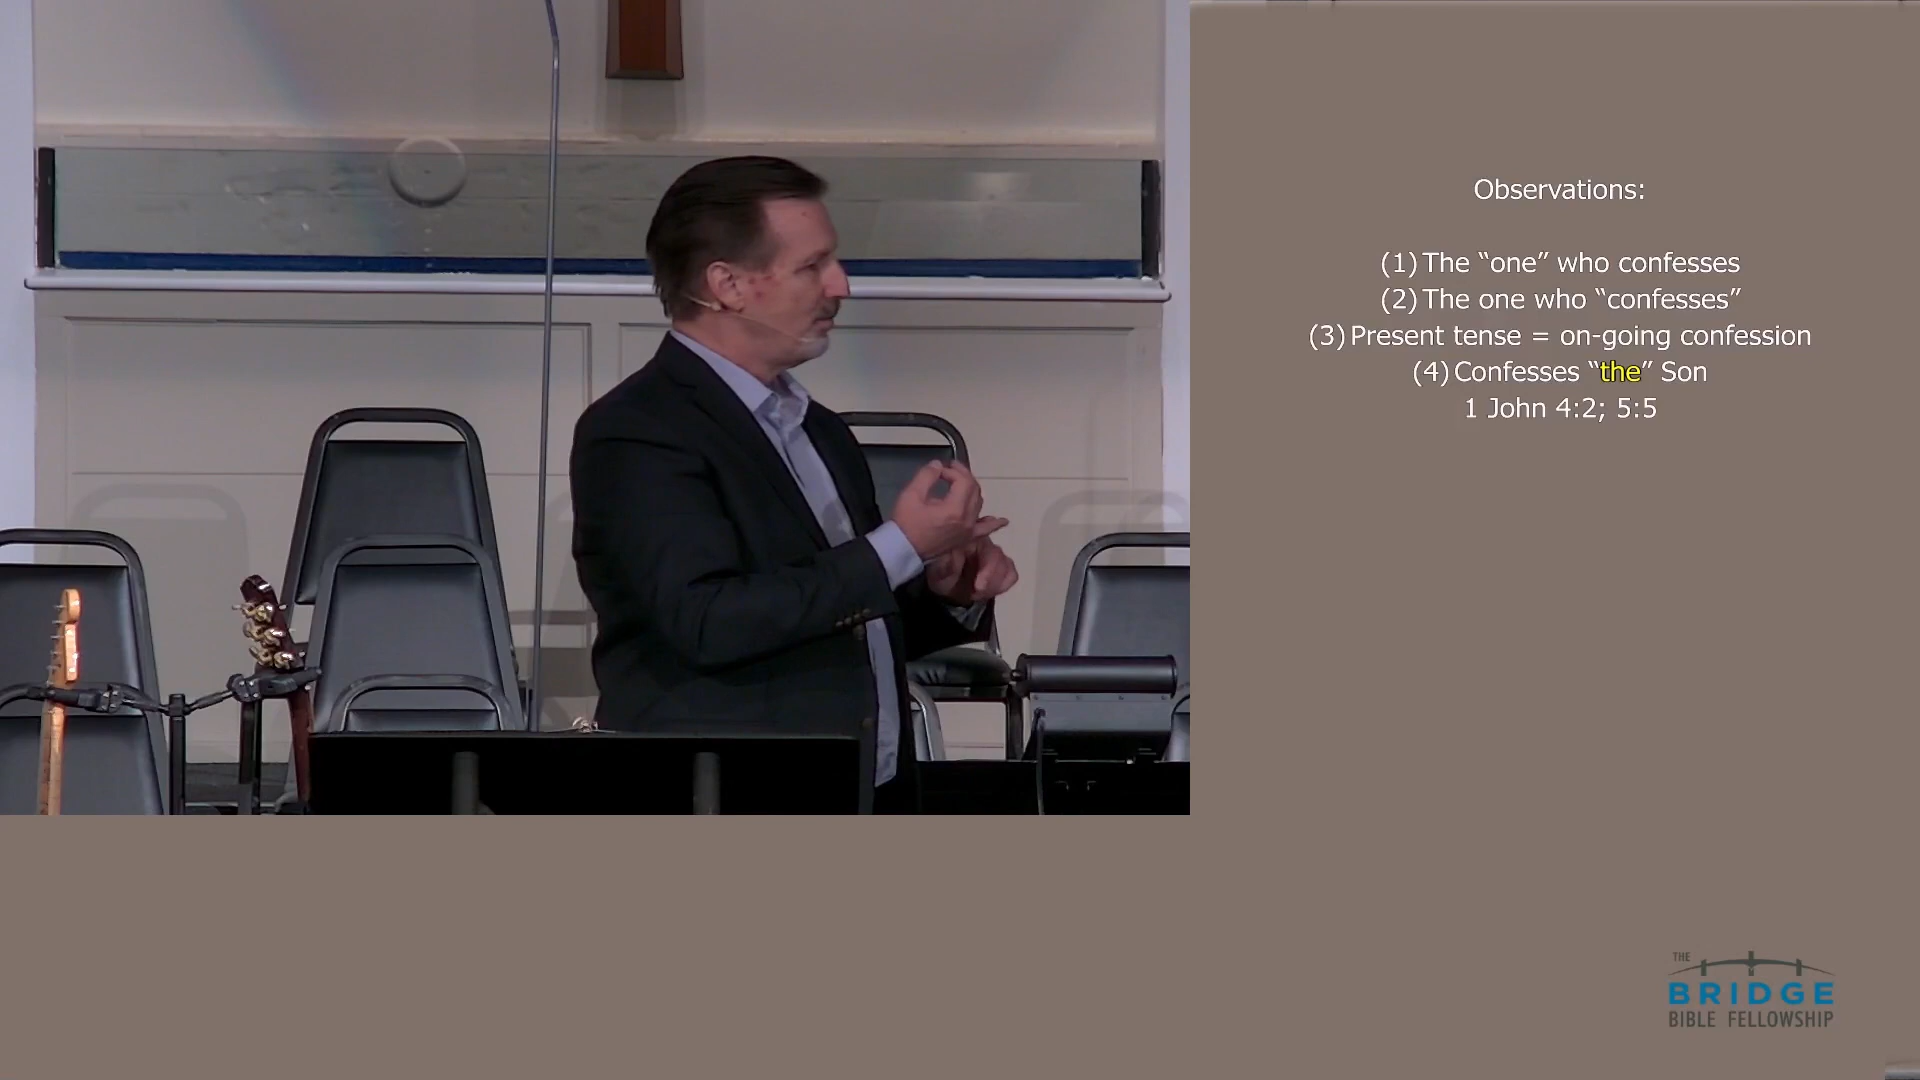 Observations:
(1) The “one” who confesses
(2) The one who “confesses”
(3) Present tense = on-going confession
(4) Confesses “the” Son
1 John 4:2; 5:5
THE
BRIDGE
BIBLE FELLOWSHIP